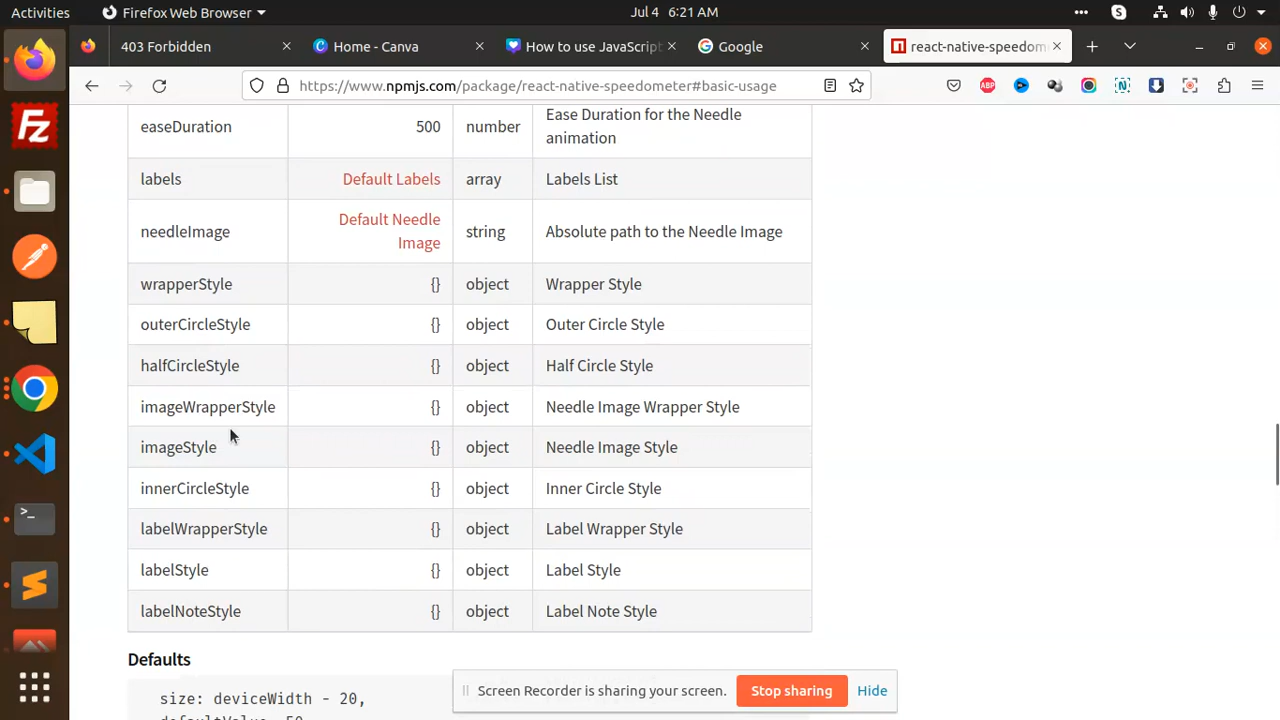 Activities Firefox Web Browser Jul 4 6:21 AM
403 Forbidden Home - Canva How to use JavaScript Google react-native-speedom
https://www.npmjs.com/package/react-native-speedometer#basic-usage
easeDuration 500 number Ease Duration for the Needle
animation
labels Default Labels array Labels List
needleImage Default Needle
Image string Absolute path to the Needle Image
wrapperStyle {} object Wrapper Style
outerCircleStyle {} object Outer Circle Style
halfCircleStyle {} object Half Circle Style
imageWrapperStyle {} object Needle Image Wrapper Style
imageStyle {} object Needle Image Style
innerCircleStyle {} object Inner Circle Style
labelWrapperStyle {} object Label Wrapper Style
labelStyle {} object Label Style
labelNoteStyle {} object Label Note Style
Defaults
size: deviceWidth - 20,
defaultValue: 50,
Screen Recorder is sharing your screen. Stop sharing Hide